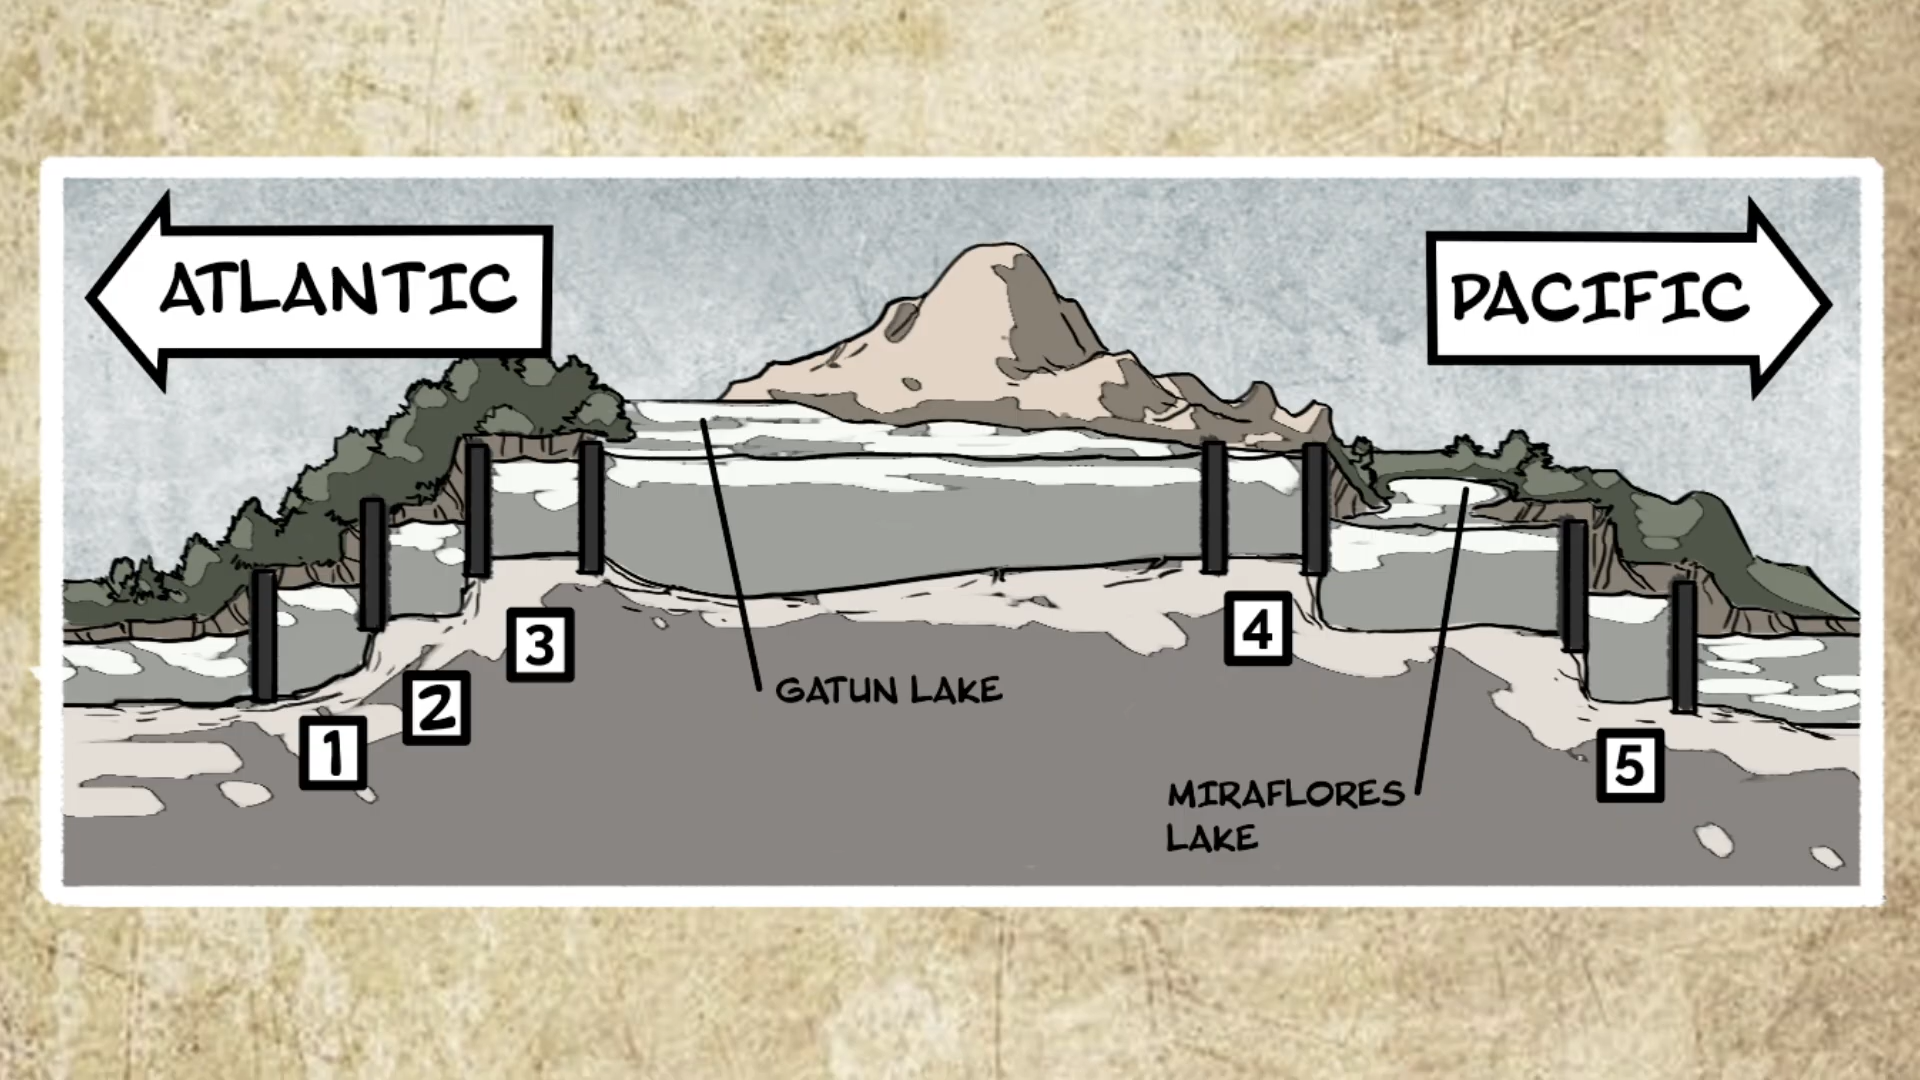 ATLANTIC
PACIFIC
1
2
3
GATUN LAKE
4
MIRAFLORES
LAKE
5